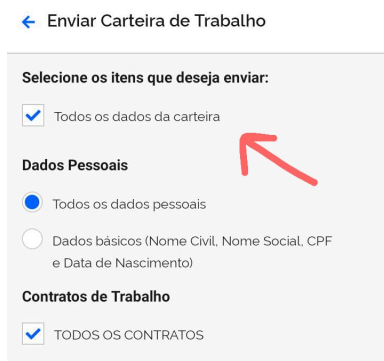 Enviar Carteira de Trabalho
Selecione os itens que deseja enviar:
Todos os dados da carteira
Dados Pessoais
Todos os dados pessoais
Dados básicos (Nome Civil, Nome Social, CPF
e Data de Nascimento)
Contratos de Trabalho
TODOS OS CONTRATOS